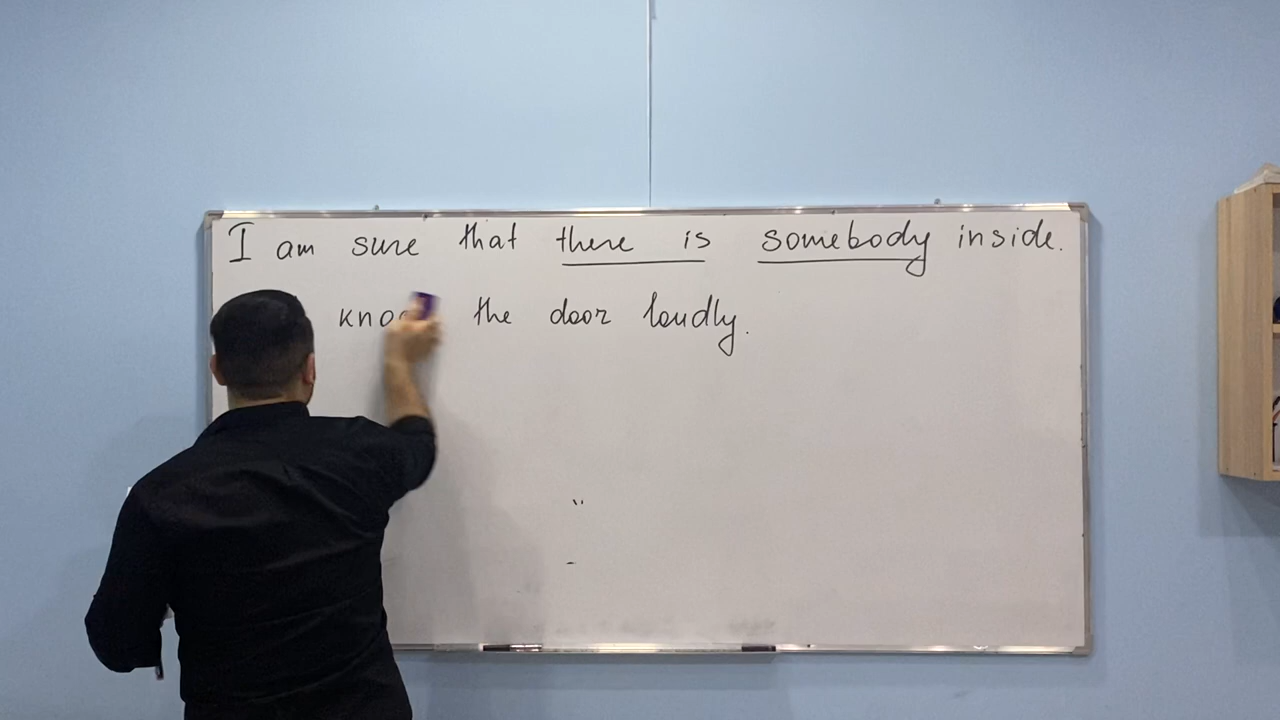 I am sure that there is somebody inside.
the door loudly.